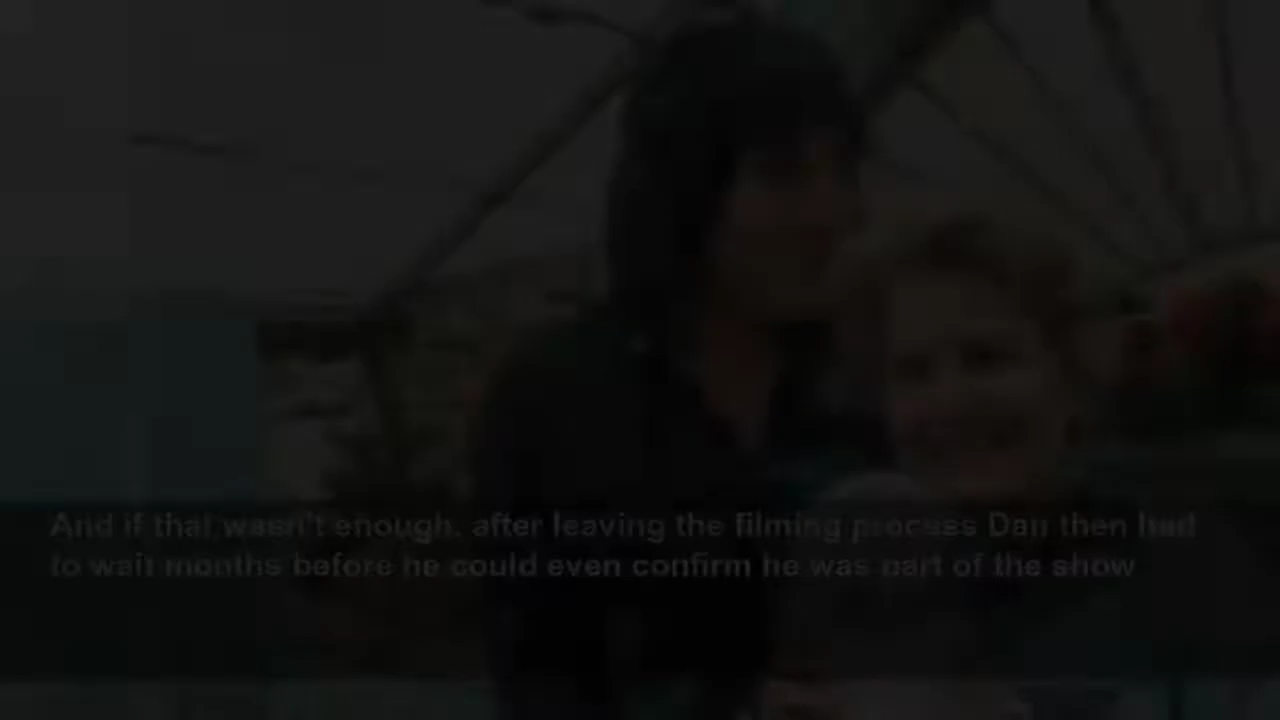 And if that wasn't enough, after leaving the filming process Dan then had
to wait months before he could even confirm he was part of the show